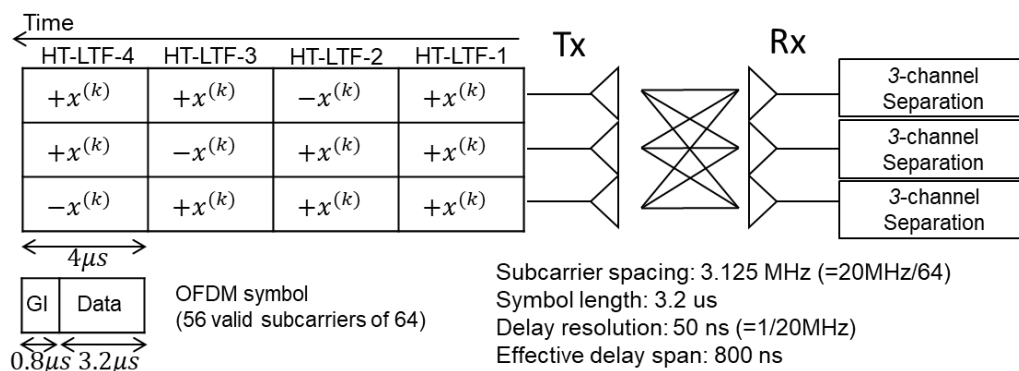 Time
HT-LTF-4 HT-LTF-3 HT-LTF-2 HT-LTF-1
Tx
Rx
+x^(k) +x^(k) −x^(k) +x^(k)
+x^(k) −x^(k) +x^(k) +x^(k)
−x^(k) +x^(k) +x^(k) +x^(k)
3-channel
Separation
3-channel
Separation
3-channel
Separation
4μs
GI Data
0.8μs 3.2μs
OFDM symbol
(56 valid subcarriers of 64)
Subcarrier spacing: 3.125 MHz (=20MHz/64)
Symbol length: 3.2 us
Delay resolution: 50 ns (=1/20MHz)
Effective delay span: 800 ns